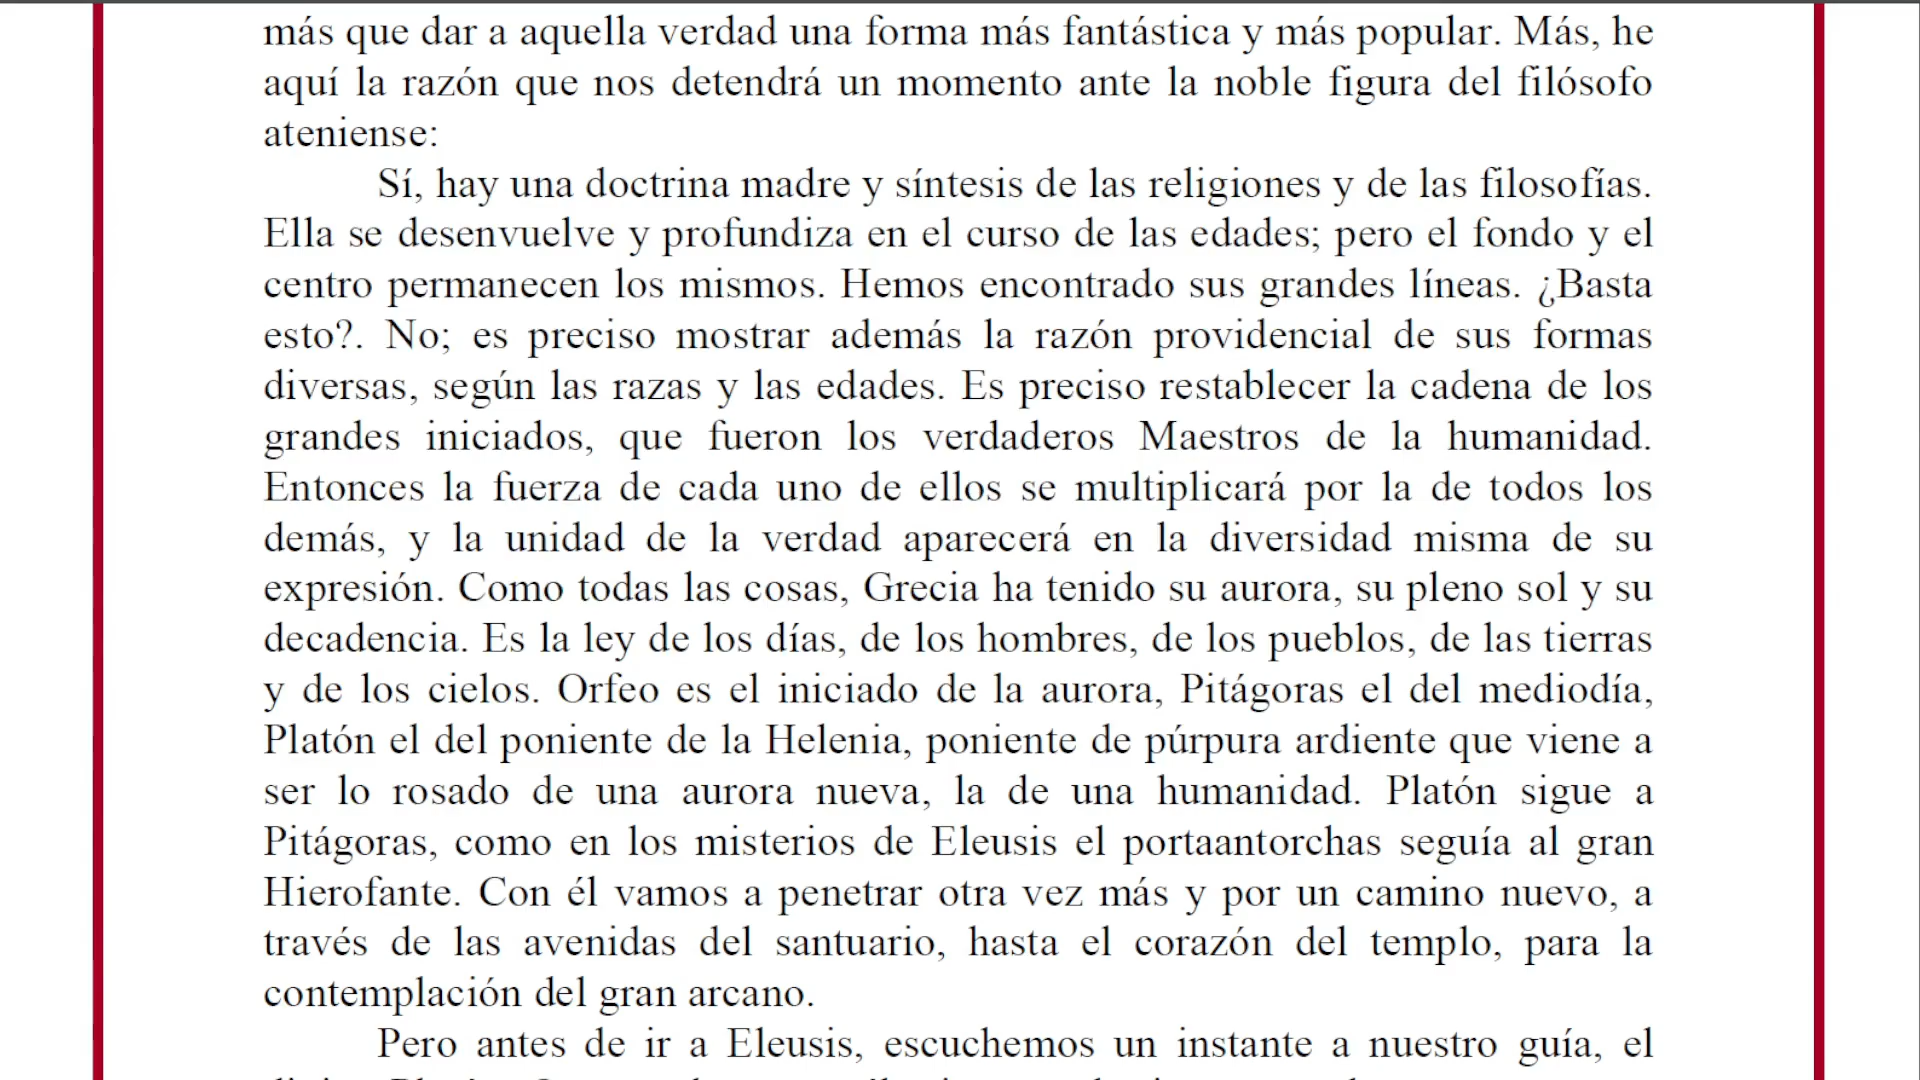 más que dar a aquella verdad una forma más fantástica y más popular. Más, he
aquí la razón que nos detendrá un momento ante la noble figura del filósofo
ateniense:
Sí, hay una doctrina madre y síntesis de las religiones y de las filosofías.
Ella se desenvuelve y profundiza en el curso de las edades; pero el fondo y el
centro permanecen los mismos. Hemos encontrado sus grandes líneas. ¿Basta
esto?. No; es preciso mostrar además la razón providencial de sus formas
diversas, según las razas y las edades. Es preciso restablecer la cadena de los
grandes iniciados, que fueron los verdaderos Maestros de la humanidad.
Entonces la fuerza de cada uno de ellos se multiplicará por la de todos los
demás, y la unidad de la verdad aparecerá en la diversidad misma de su
expresión. Como todas las cosas, Grecia ha tenido su aurora, su pleno sol y su
decadencia. Es la ley de los días, de los hombres, de los pueblos, de las tierras
y de los cielos. Orfeo es el iniciado de la aurora, Pitágoras el del mediodía,
Platón el del poniente de la Helenia, poniente de púrpura ardiente que viene a
ser lo rosado de una aurora nueva, la de una humanidad. Platón sigue a
Pitágoras, como en los misterios de Eleusis el portaantorchas seguía al gran
Hierofante. Con él vamos a penetrar otra vez más y por un camino nuevo, a
través de las avenidas del santuario, hasta el corazón del templo, para la
contemplación del gran arcano.
Pero antes de ir a Eleusis, escuchemos un instante a nuestro guía, el